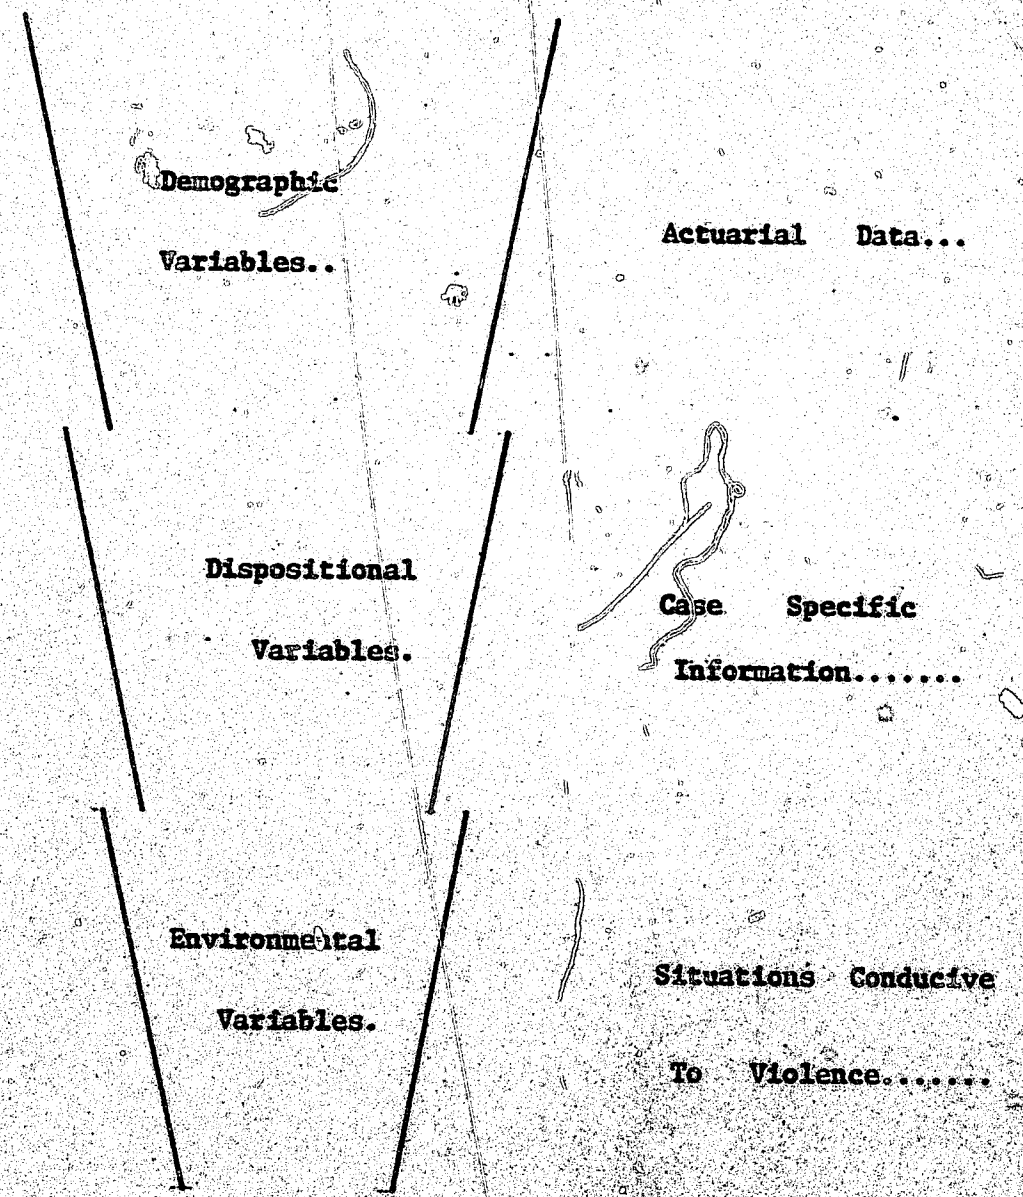 Demographic
Variables..
Actuarial Data...
Dispositional
Variables.
Case Specific
Information.......
Environmental
Variables.
Situations Conducive
To Violence.......